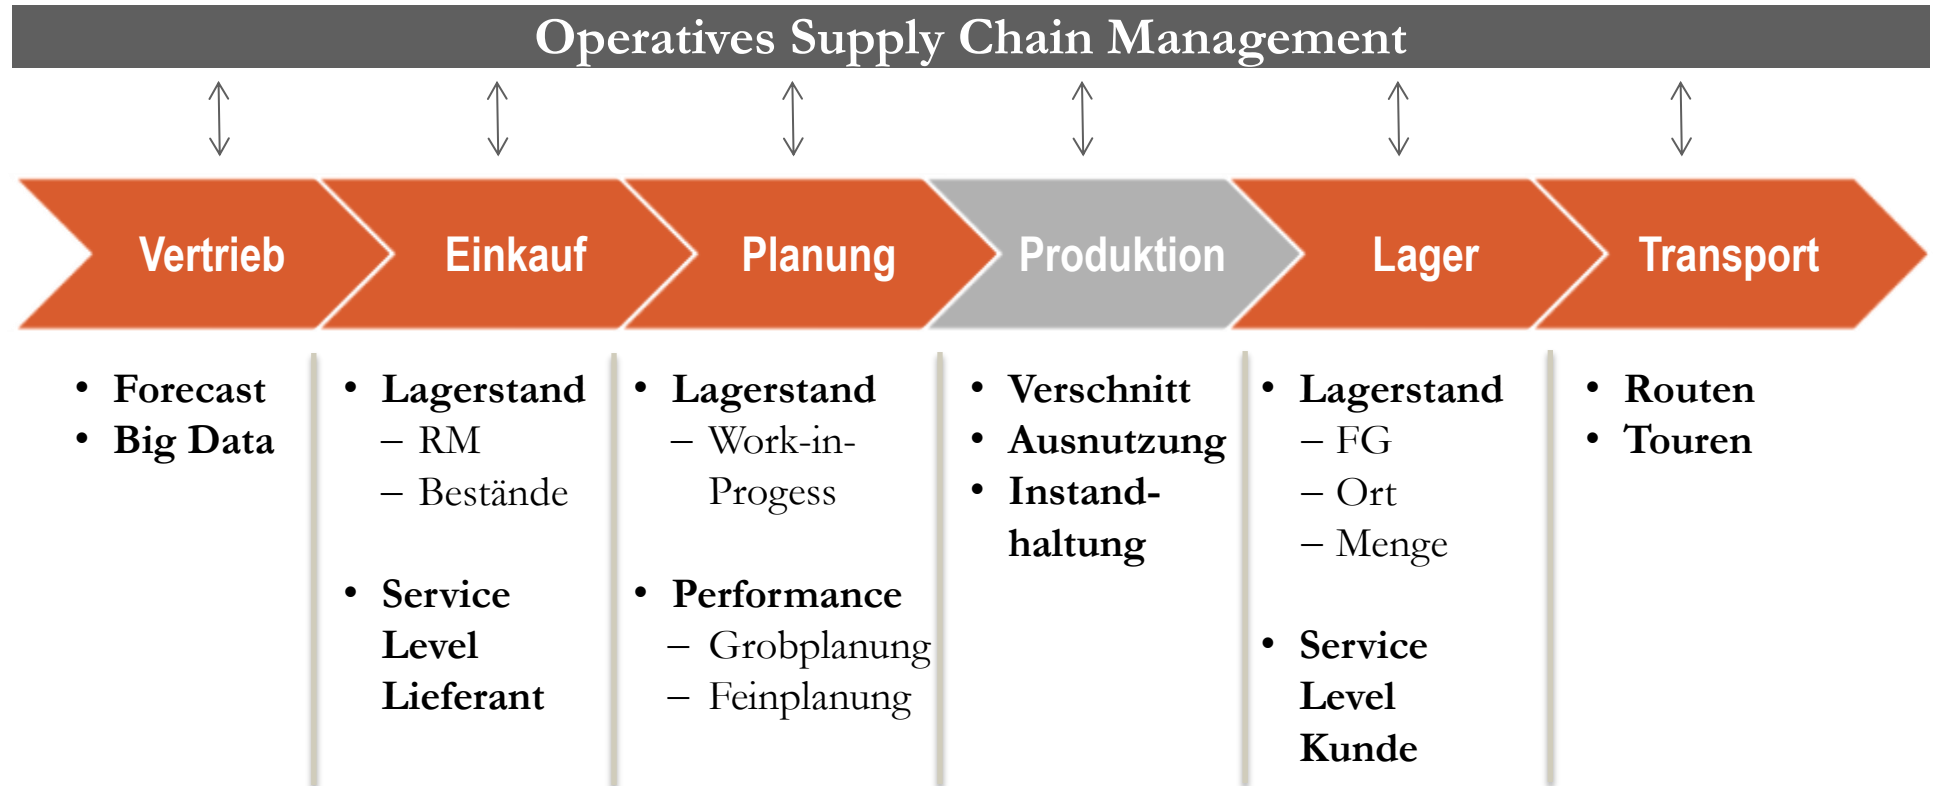 Operatives Supply Chain Management
Vertrieb
Einkauf
Planung
Produktion
Lager
Transport
• Forecast
• Big Data
• Lagerstand
– RM
– Bestände
• Service
Level
Lieferant
• Lagerstand
– Work-in-
Progess
• Performance
– Grobplanung
– Feinplanung
• Verschnitt
• Ausnutzung
• Instand-
haltung
• Lagerstand
– FG
– Ort
– Menge
• Service
Level
Kunde
• Routen
• Touren